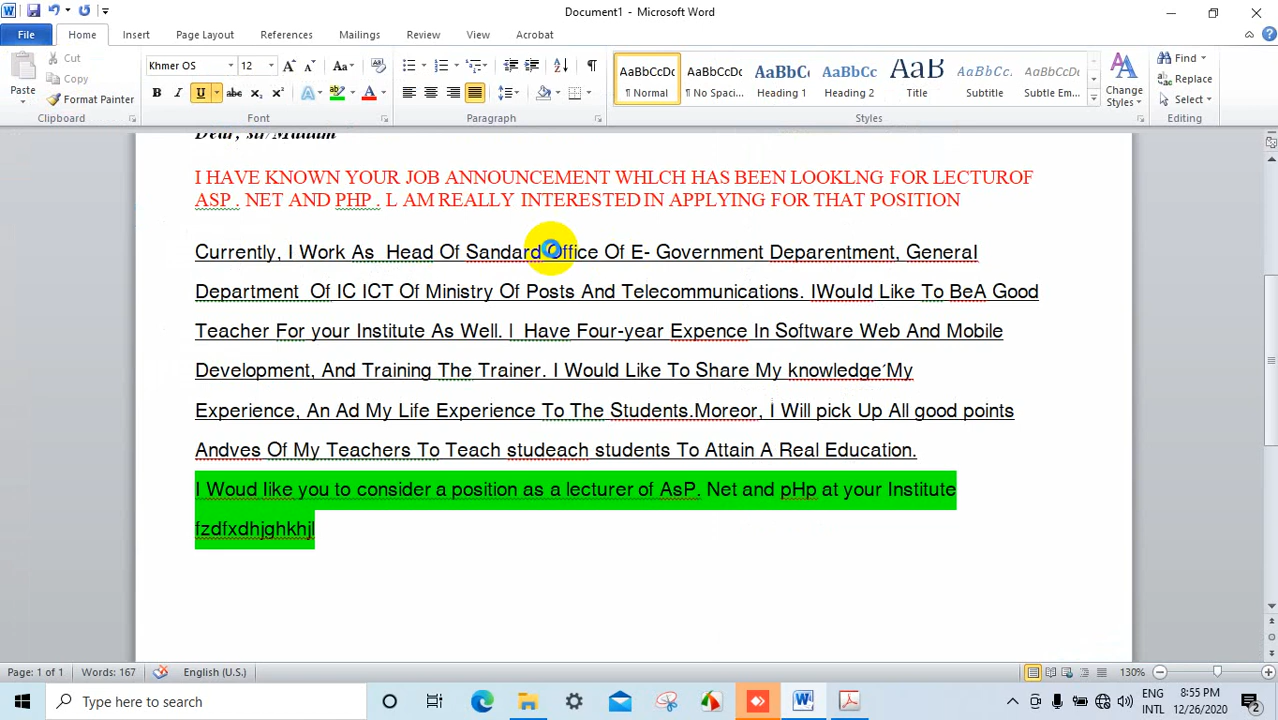 Document1 - Microsoft Word
File Home Insert Page Layout References Mailings Review View Acrobat
Cut
Copy
Format Painter
Paste
Khmer OS 12
AaBbCcDc AaBbCcDc AaBbCc AaBbCc AaB AaBbCcL AaBbCcDc
¶ Normal ¶ No Spaci... Heading 1 Heading 2 Title Subtitle Subtle Em...
Change Styles
Find
Replace
Select
Clipboard Font Paragraph Styles Editing
Dear, sir/Madam
I HAVE KNOWN YOUR JOB ANNOUNCEMENT WHLCH HAS BEEN LOOKLNG FOR LECTUROF
ASP . NET AND PHP . L AM REALLY INTERESTED IN APPLYING FOR THAT POSITION
Currently, I Work As Head Of Sandard Office Of E- Government Deparentment, GeneraI
Department Of IC ICT Of Ministry Of Posts And Telecommunications. IWouId Like To BeA Good
Teacher For your Institute As Well. I Have Four-year Expence In Software Web And Mobile
Development, And Training The Trainer. I Would Like To Share My knowledge´My
Experience, An Ad My Life Experience To The Students.Moreor, I Will pick Up All good points
Andves Of My Teachers To Teach studeach students To Attain A Real Education.
I Woud like you to consider a position as a lecturer of AsP. Net and pHp at your Institute
fzdfxdhjghkhjl
Page: 1 of 1 Words: 167 English (U.S.) 130%
Type here to search
ENG
INTL
8:55 PM
12/26/2020
2